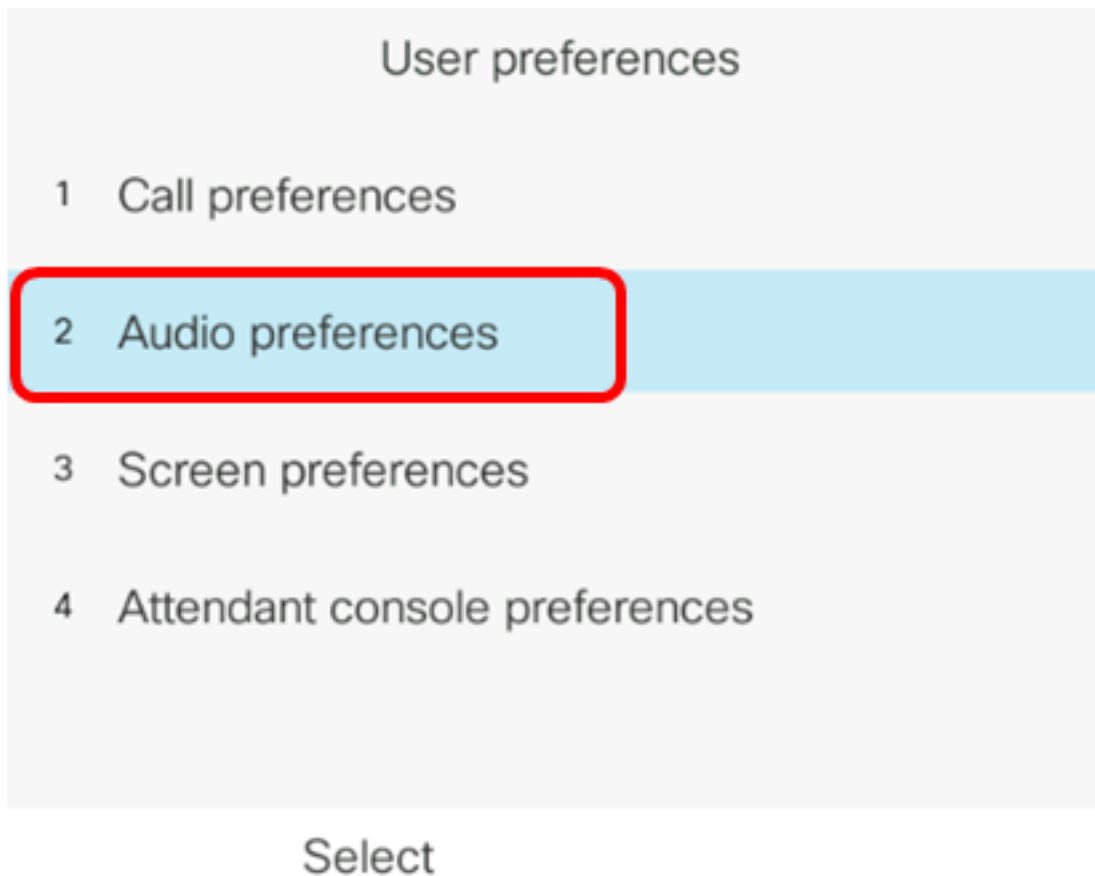 User preferences
1 Call preferences
2 Audio preferences
3 Screen preferences
4 Attendant console preferences
Select